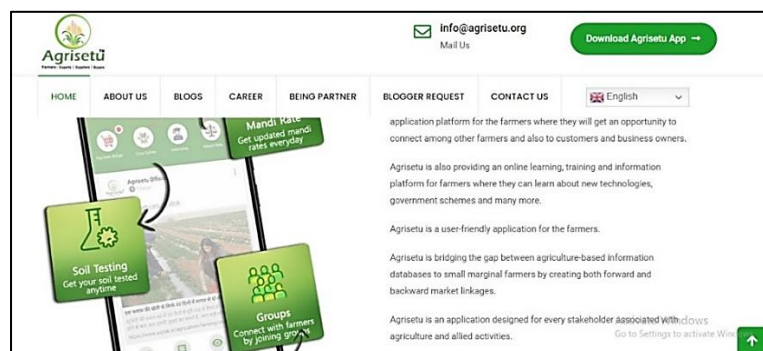 Agrisetu
Farmers | Experts | Suppliers | Buyers
info@agrisetu.org
Mail Us
Download Agrisetu App →
HOME
ABOUT US
BLOGS
CAREER
BEING PARTNER
BLOGGER REQUEST
CONTACT US
English
Mandi Rate
Get updated mandi
rates everyday
Soil Testing
Get your soil tested
anytime
Groups
Connect with farmers
by joining groups
application platform for the farmers where they will get an opportunity to
connect among other farmers and also to customers and business owners.
Agrisetu is also providing an online learning, training and information
platform for farmers where they can learn about new technologies,
government schemes and many more.
Agrisetu is a user-friendly application for the farmers.
Agrisetu is bridging the gap between agriculture-based information
databases to small marginal farmers by creating both forward and
backward market linkages.
Agrisetu is an application designed for every stakeholder associated with
agriculture and allied activities.
Go to Settings to activate